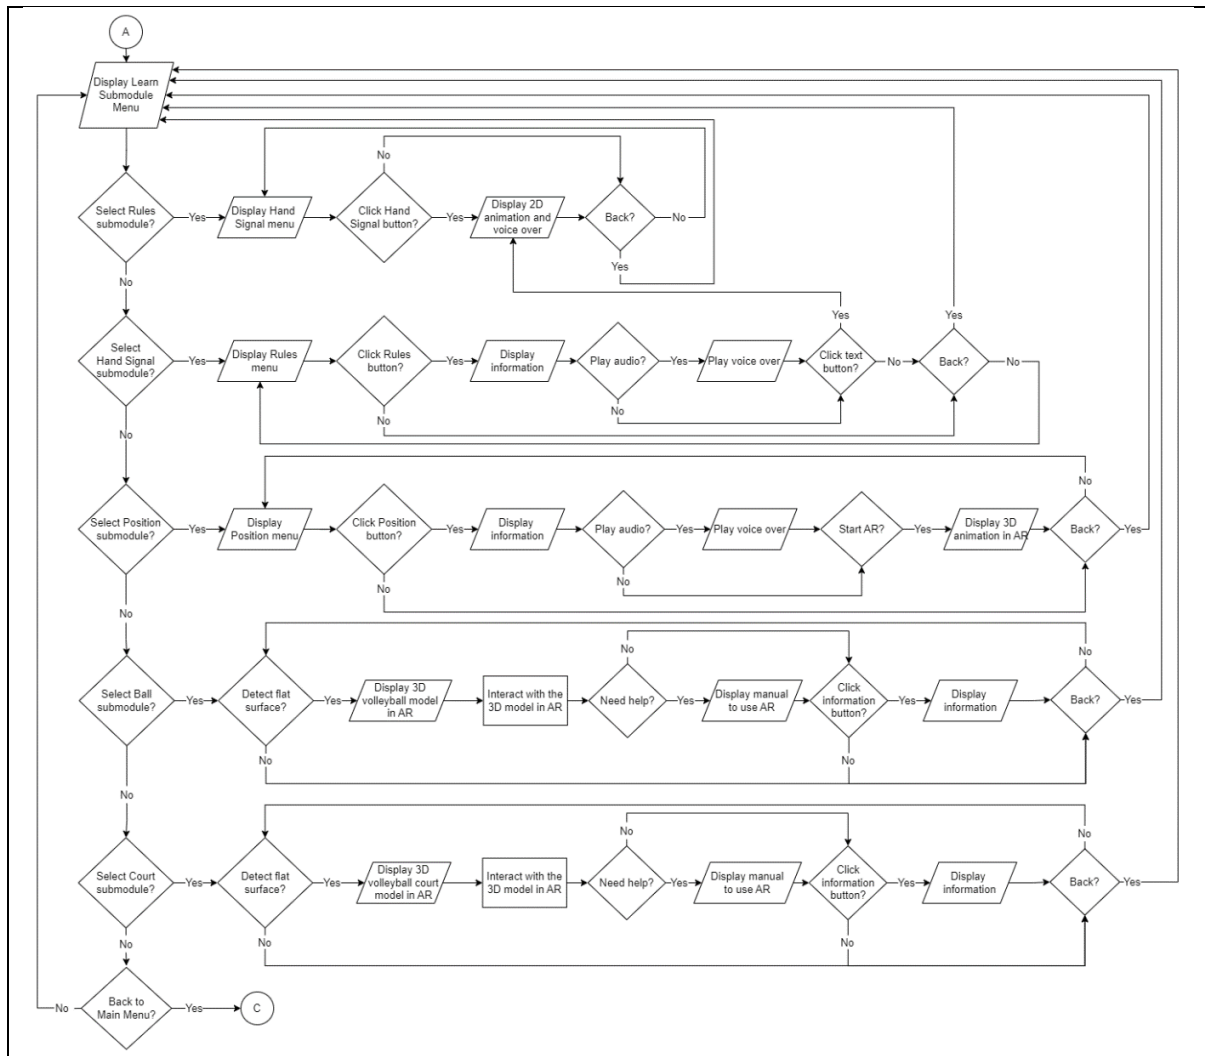 A
Display Learn
Submodule
Menu
No
Select Rules
submodule?
Yes
Display Hand
Signal menu
Click Hand
Signal button?
Yes
Display 2D
animation and
voice over
Back?
No
Yes
No
Select
Hand Signal
submodule?
Yes
Display Rules
menu
Click Rules
button?
Yes
Display
information
Play audio?
Yes
Play voice over
Click text
button?
Yes
No
Back?
Yes
No
No
No
No
No
Select Position
submodule?
Yes
Display
Position menu
Click Position
button?
Yes
Display
information
Play audio?
Yes
Play voice over
Start AR?
Yes
Display 3D
animation in AR
Back?
Yes
No
No
No
No
Select Ball
submodule?
Yes
Detect flat
surface?
Yes
Display 3D
volleyball model
in AR
Interact with the
3D model in AR
No
Need help?
Yes
Display manual
to use AR
Click
information
button?
Yes
Display
information
No
Back?
Yes
No
No
No
Select Court
submodule?
Yes
Detect flat
surface?
Yes
Display 3D
volleyball court
model in AR
Interact with the
3D model in AR
No
Need help?
Yes
Display manual
to use AR
Click
information
button?
Yes
Display
information
No
Back?
Yes
No
No
No
No
Back to
Main Menu?
Yes
C